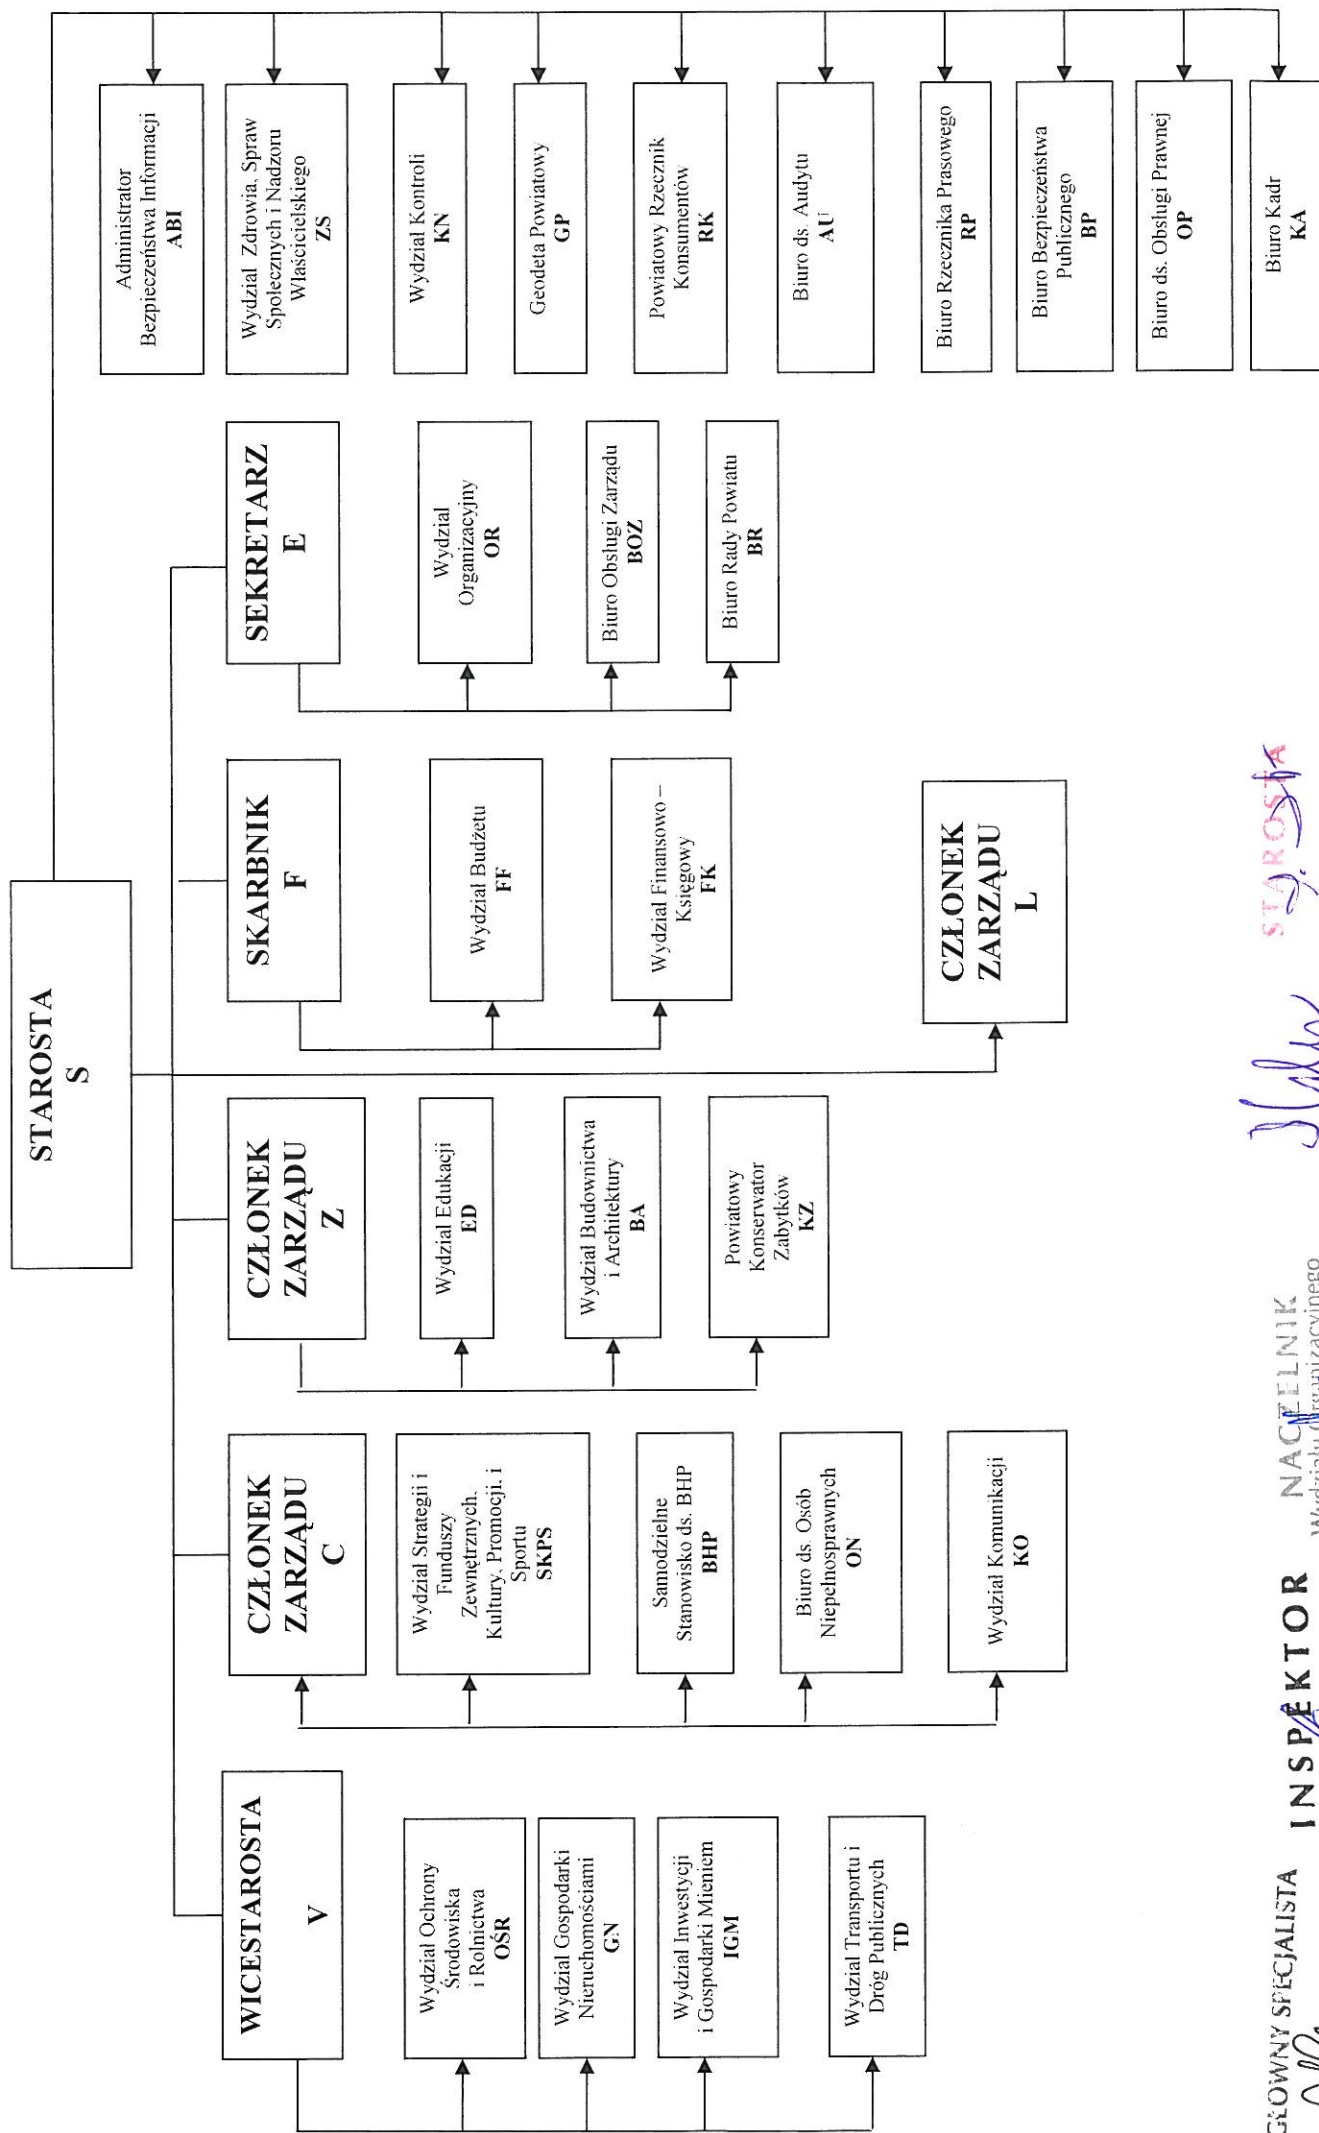 STAROSTA
S
WICESTAROSTA
V
Wydział Ochrony
Środowiska
i Rolnictwa
OŚR
Wydział Gospodarki
Nieruchomościami
GN
Wydział Inwestycji
i Gospodarki Mieniem
IGM
Wydział Transportu i
Dróg Publicznych
TD
CZŁONEK
ZARZĄDU
C
Wydział Strategii i
Funduszy
Zewnętrznych,
Kultury, Promocji, i
Sportu
SKPS
Samodzielne
Stanowisko ds. BHP
BHP
Biuro ds. Osób
Niepełnosprawnych
ON
Wydział Komunikacji
KO
CZŁONEK
ZARZĄDU
Z
Wydział Edukacji
ED
Wydział Budownictwa
i Architektury
BA
Powiatowy
Konserwator
Zabytków
KZ
SKARBNIK
F
Wydział Budżetu
FF
Wydział Finansowo –
Księgowy
FK
CZŁONEK
ZARZĄDU
L
SEKRETARZ
E
Wydział
Organizacyjny
OR
Biuro Obsługi Zarządu
BOZ
Biuro Rady Powiatu
BR
Administrator
Bezpieczeństwa Informacji
ABI
Wydział Zdrowia, Spraw
Społecznych i Nadzoru
Właścicielskiego
ZS
Wydział Kontroli
KN
Geodeta Powiatowy
GP
Powiatowy Rzecznik
Konsumentów
RK
Biuro ds. Audytu
AU
Biuro Rzecznika Prasowego
RP
Biuro Bezpieczeństwa
Publicznego
BP
Biuro ds. Obsługi Prawnej
OP
Biuro Kadr
KA
GŁÓWNY SPECJALISTA
INSPEKTOR
NACZELNIK
Wydziału Organizacyjnego
STAROSTA